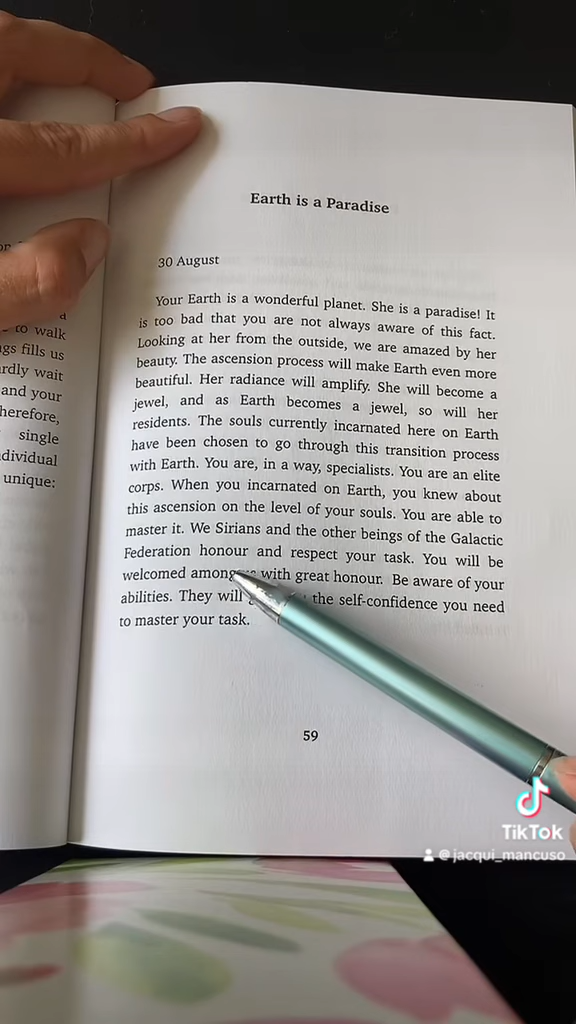 Earth is a Paradise
30 August
Your Earth is a wonderful planet. She is a paradise! It
is too bad that you are not always aware of this fact.
Looking at her from the outside, we are amazed by her
beauty. The ascension process will make Earth even more
beautiful. Her radiance will amplify. She will become a
jewel, and as Earth becomes a jewel, so will her
residents. The souls currently incarnated here on Earth
have been chosen to go through this transition process
with Earth. You are, in a way, specialists. You are an elite
corps. When you incarnated on Earth, you knew about
this ascension on the level of your souls. You are able to
master it. We Sirians and the other beings of the Galactic
Federation honour and respect your task. You will be
welcomed among with great honour. Be aware of your
abilities. They will the self-confidence you need
to master your task.
59
a
to walk
gs fills us
rdly wait
and your
herefore,
single
dividual
unique:
TikTok
@jacqui_mancuso